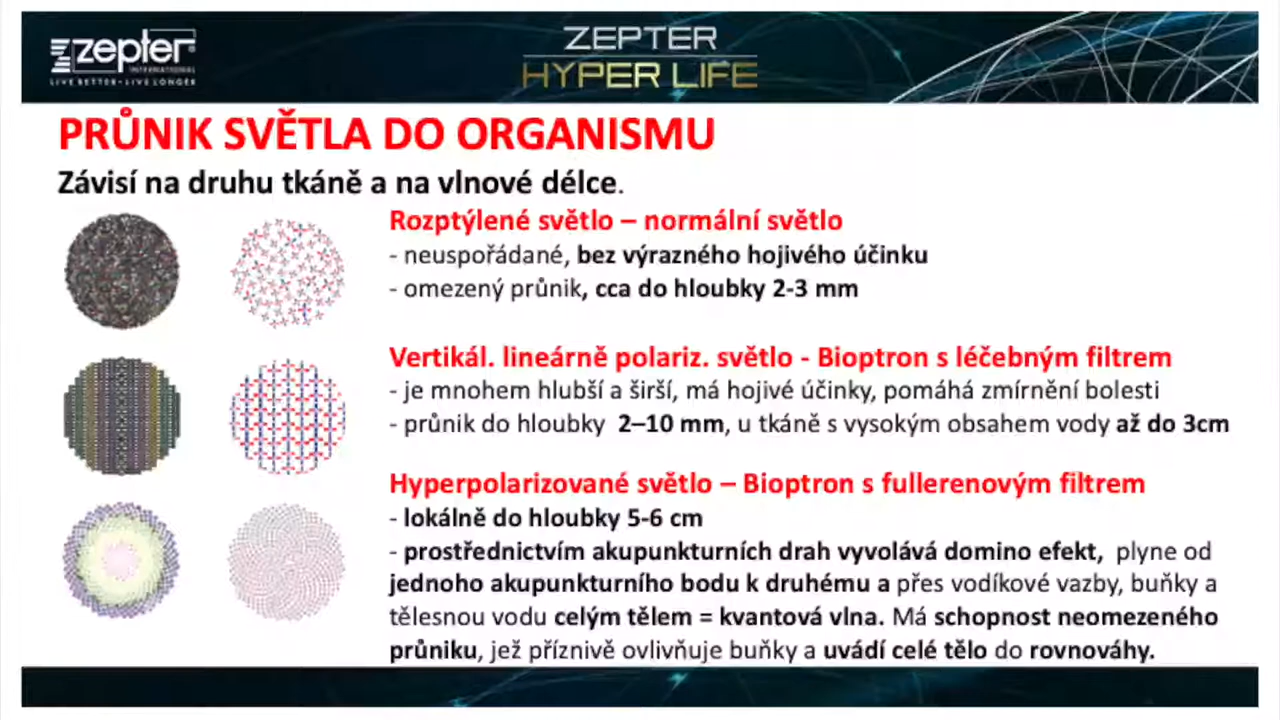 zepter
INTERNATIONAL
LIVE BETTER • LIVE LONGER
ZEPTER
HYPER LIFE
PRŮNIK SVĚTLA DO ORGANISMU
Závisí na druhu tkáně a na vlnové délce.
Rozptýlené světlo – normální světlo
- neuspořádané, bez výrazného hojivého účinku
- omezený průnik, cca do hloubky 2-3 mm
Vertikál. lineárně polariz. světlo - Bioptron s léčebným filtrem
- je mnohem hlubší a širší, má hojivé účinky, pomáhá zmírnění bolesti
- průnik do hloubky 2–10 mm, u tkáně s vysokým obsahem vody až do 3cm
Hyperpolarizované světlo – Bioptron s fullerenovým filtrem
- lokálně do hloubky 5-6 cm
- prostřednictvím akupunkturních drah vyvolává domino efekt, plyne od
jednoho akupunkturního bodu k druhému a přes vodíkové vazby, buňky a
tělesnou vodu celým tělem = kvantová vlna. Má schopnost neomezeného
průniku, jež příznivě ovlivňuje buňky a uvádí celé tělo do rovnováhy.